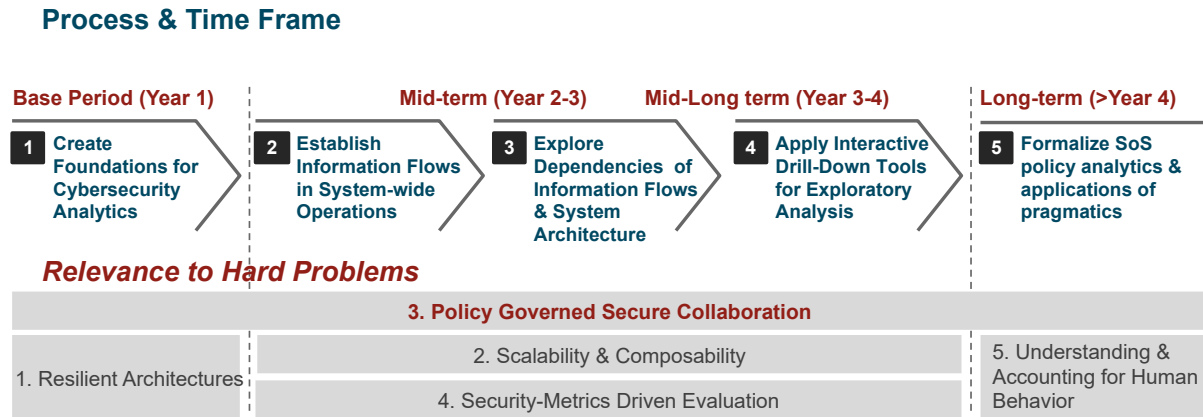 Process & Time Frame
Base Period (Year 1)
Mid-term (Year 2-3)
Mid-Long term (Year 3-4)
Long-term (>Year 4)
1
Create
Foundations for
Cybersecurity
Analytics
2
Establish
Information Flows
in System-wide
Operations
3
Explore
Dependencies of
Information Flows
& System
Architecture
4
Apply Interactive
Drill-Down Tools
for Exploratory
Analysis
5
Formalize SoS
policy analytics &
applications of
pragmatics
Relevance to Hard Problems
3. Policy Governed Secure Collaboration
1. Resilient Architectures
2. Scalability & Composability
4. Security-Metrics Driven Evaluation
5. Understanding &
Accounting for Human
Behavior